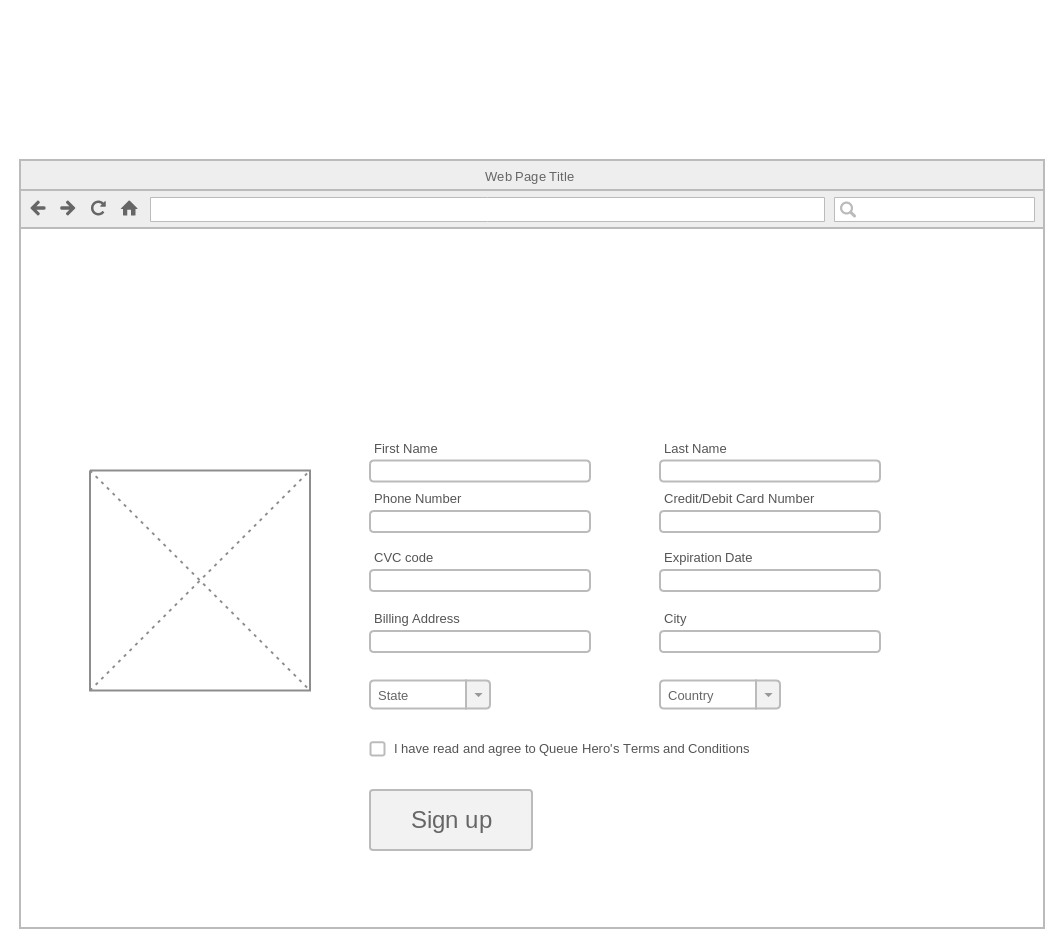 Web Page Title
First Name
Last Name
Phone Number
Credit/Debit Card Number
CVC code
Expiration Date
Billing Address
City
State
Country
I have read and agree to Queue Hero's Terms and Conditions
Sign up